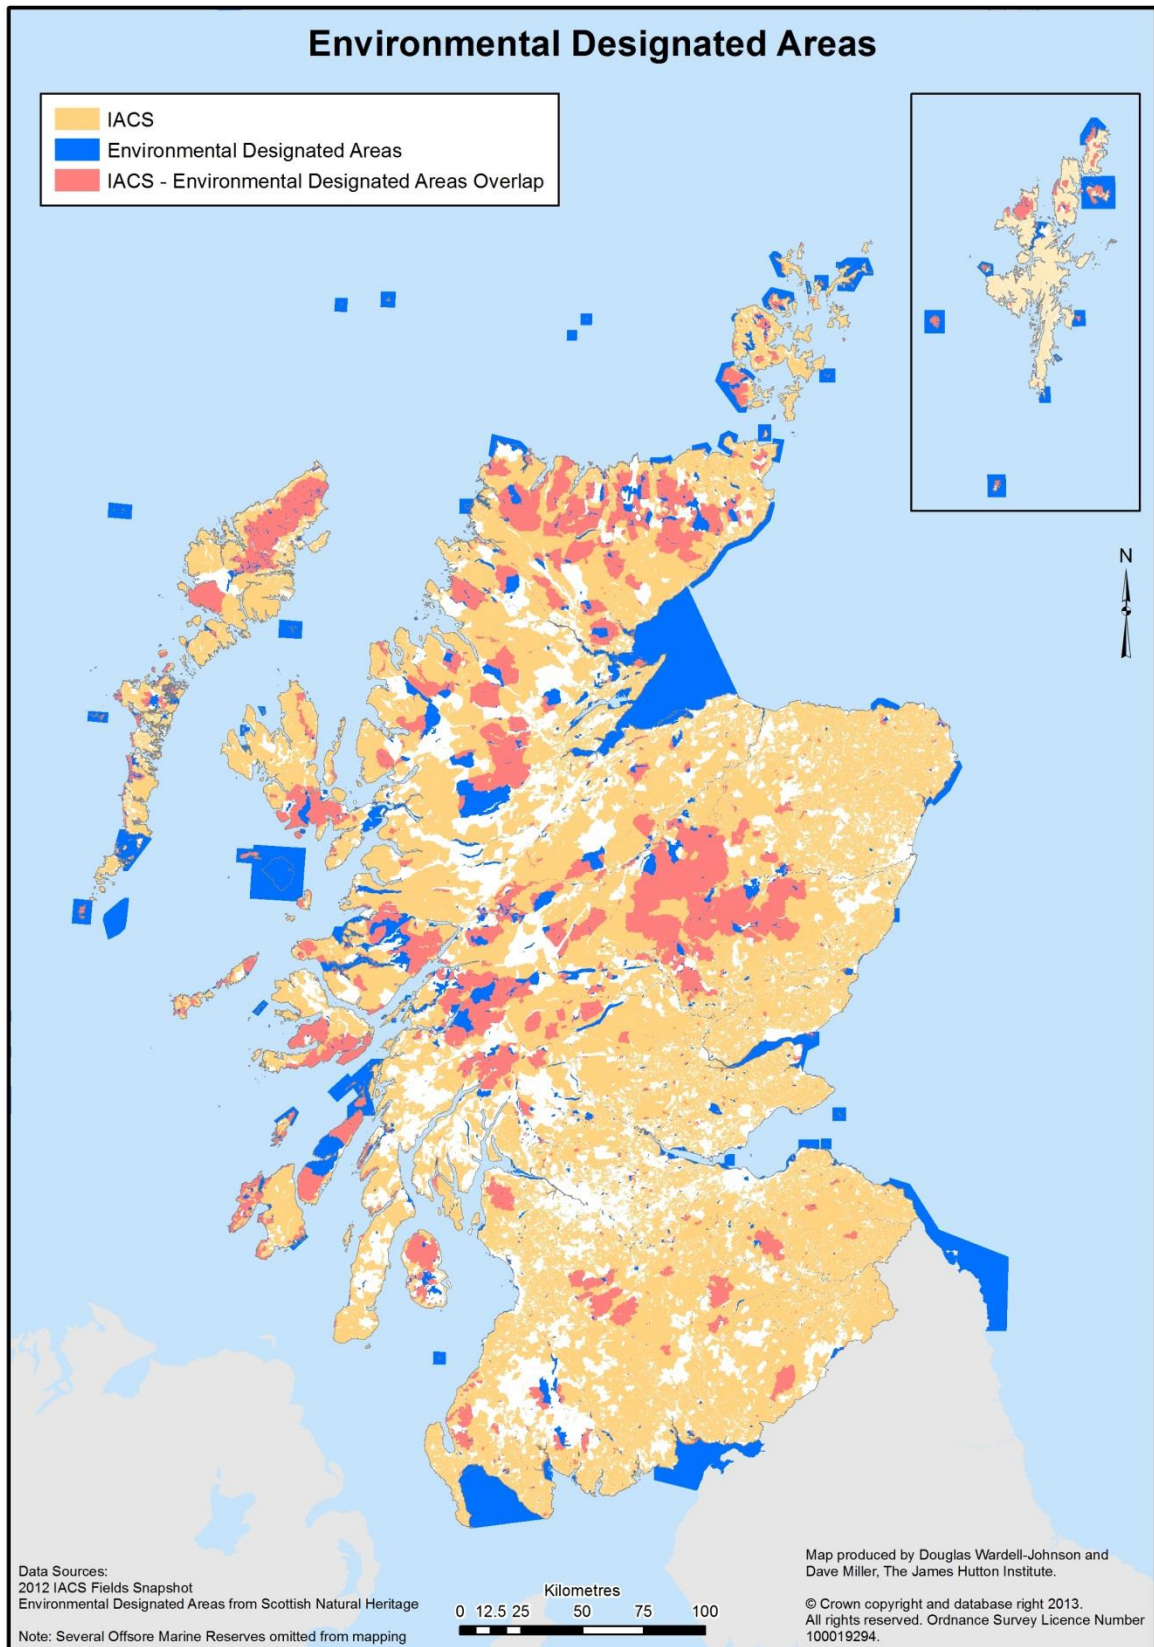 Environmental Designated Areas
IACS
Environmental Designated Areas
IACS - Environmental Designated Areas Overlap
N
Data Sources:
2012 IACS Fields Snapshot
Environmental Designated Areas from Scottish Natural Heritage
Note: Several Offsore Marine Reserves omitted from mapping
Kilometres
0 12.5 25 50 75 100
Map produced by Douglas Wardell-Johnson and
Dave Miller, The James Hutton Institute.
© Crown copyright and database right 2013.
All rights reserved. Ordnance Survey Licence Number
100019294.